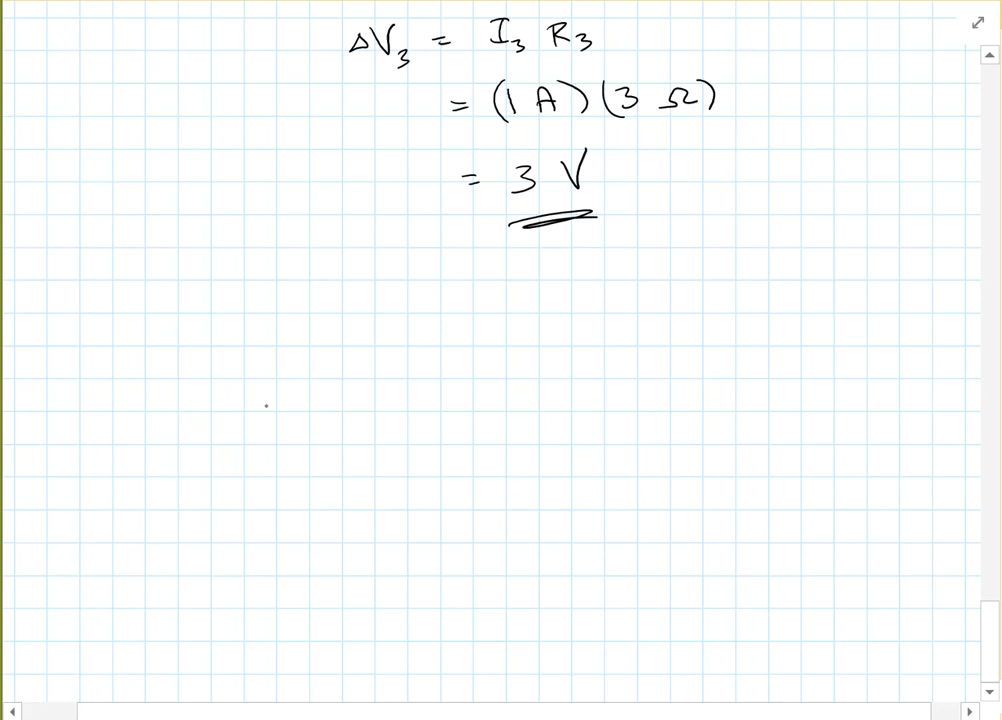 ΔV₃ = I₃ R₃
= (1 A) (3 Ω)
= 3 V